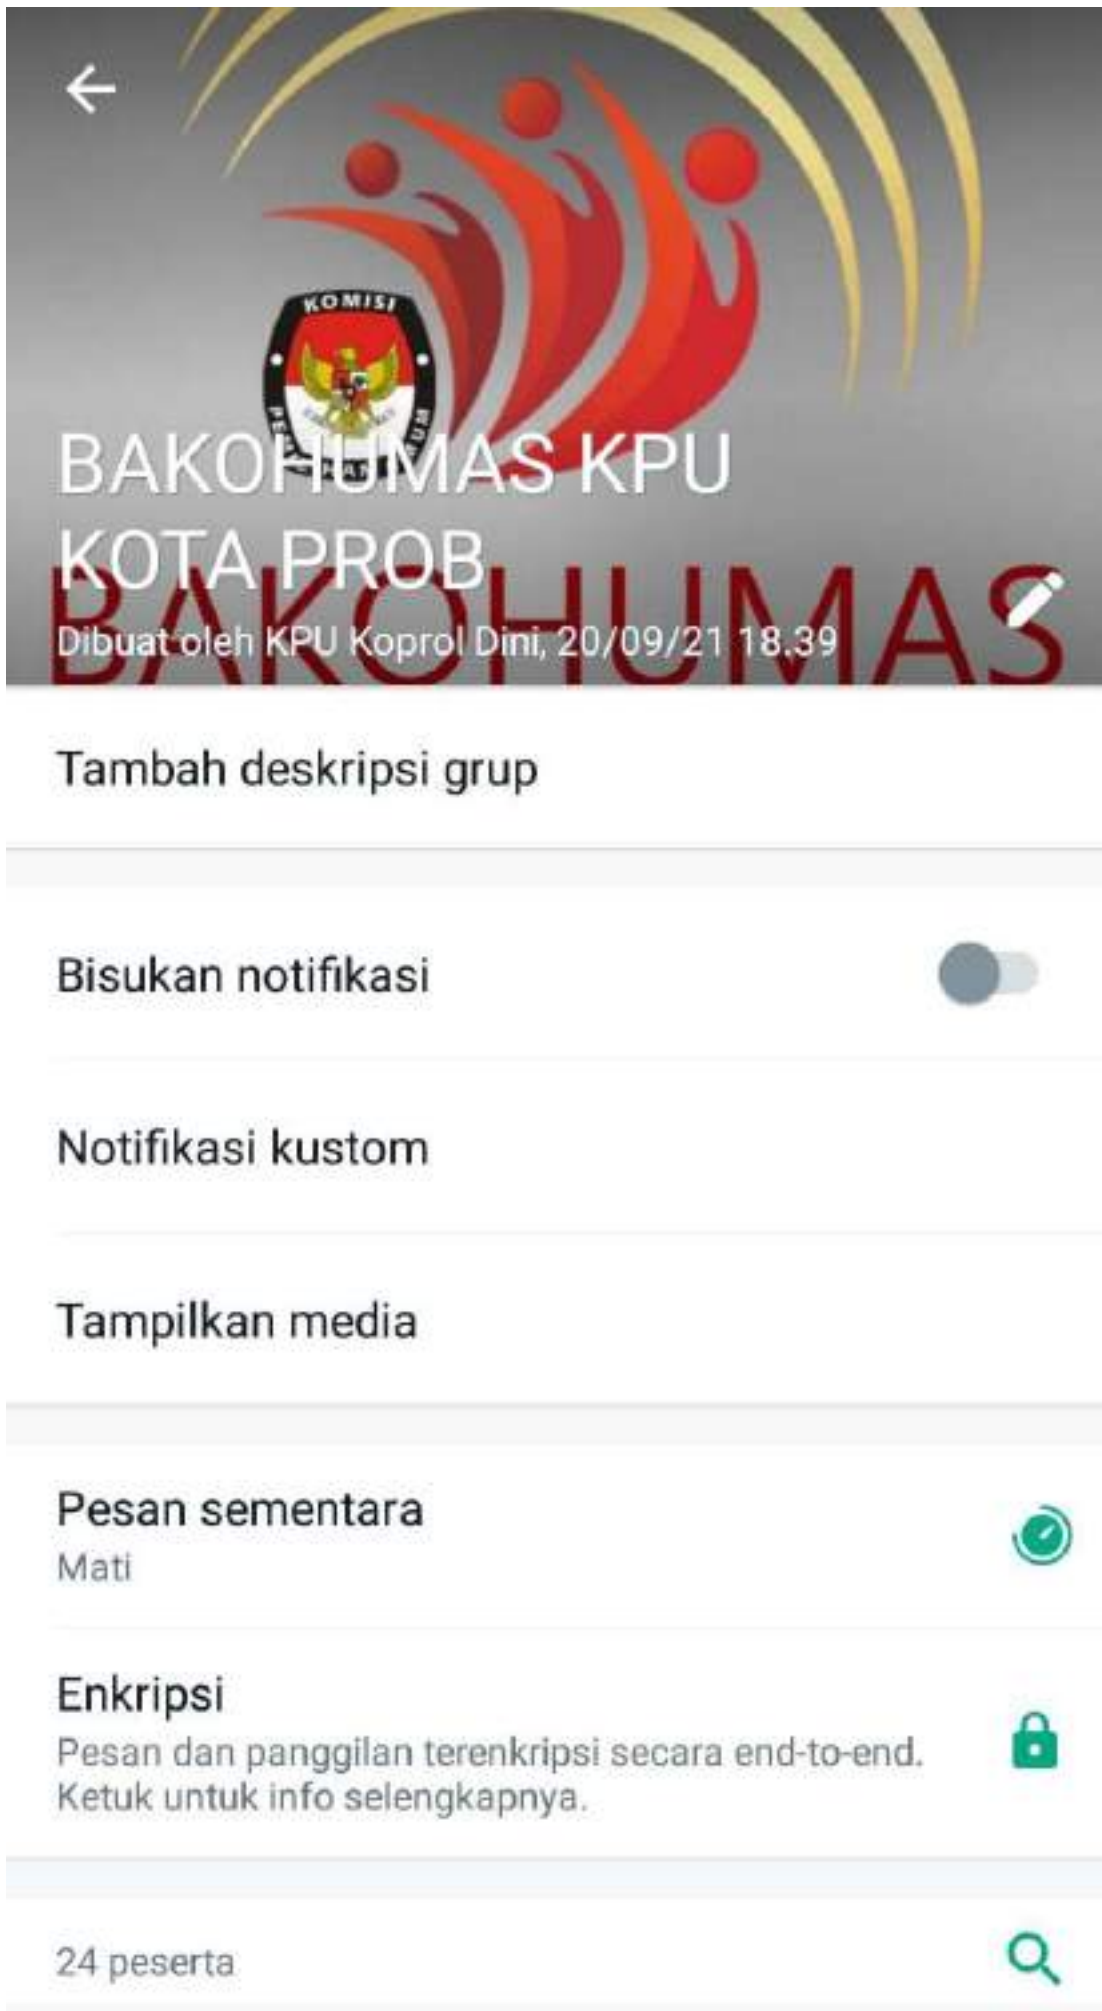 KOMISI
BAKOHUMAS KPU
KOTA PROB
BAKOHUMAS
Dibuat oleh KPU Koprol Dini, 20/09/21 18.39
Tambah deskripsi grup
Bisukan notifikasi
Notifikasi kustom
Tampilkan media
Pesan sementara
Mati
Enkripsi
Pesan dan panggilan terenkripsi secara end-to-end.
Ketuk untuk info selengkapnya.
24 peserta